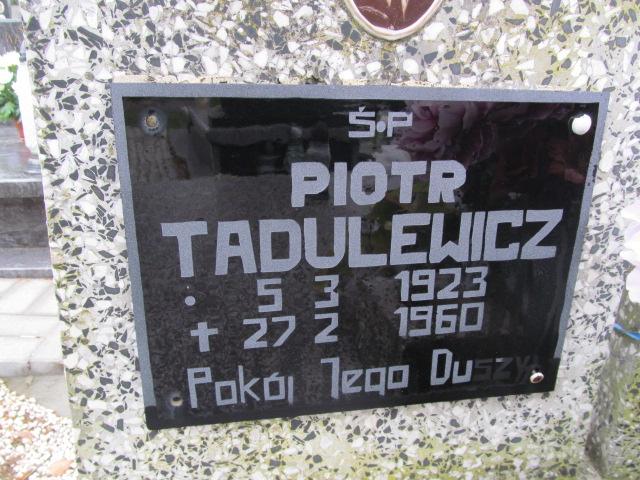 Ś.P
PIOTR
TADULEWICZ
. 5 3 1923
+ 27 2 1960
Pokój Jego Duszy